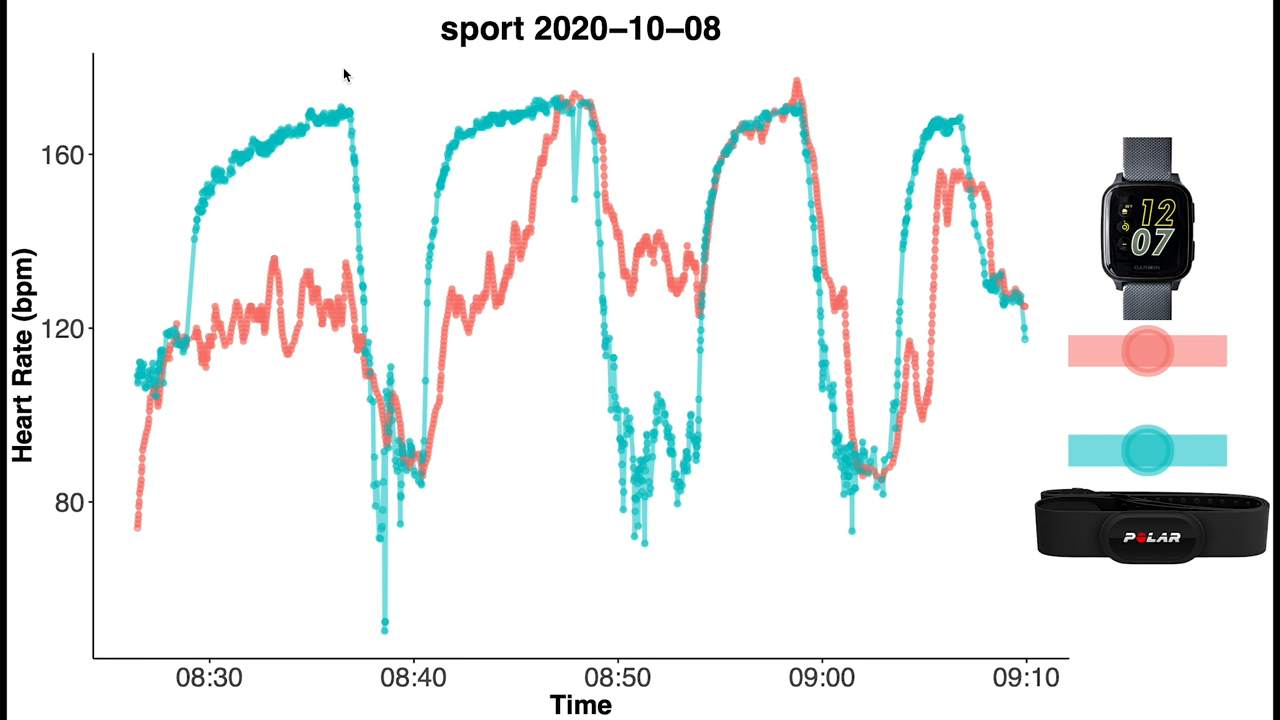 sport 2020–10–08
Heart Rate (bpm)
160
120
80
08:30
08:40
08:50
09:00
09:10
Time
12
07
GARMIN
POLAR